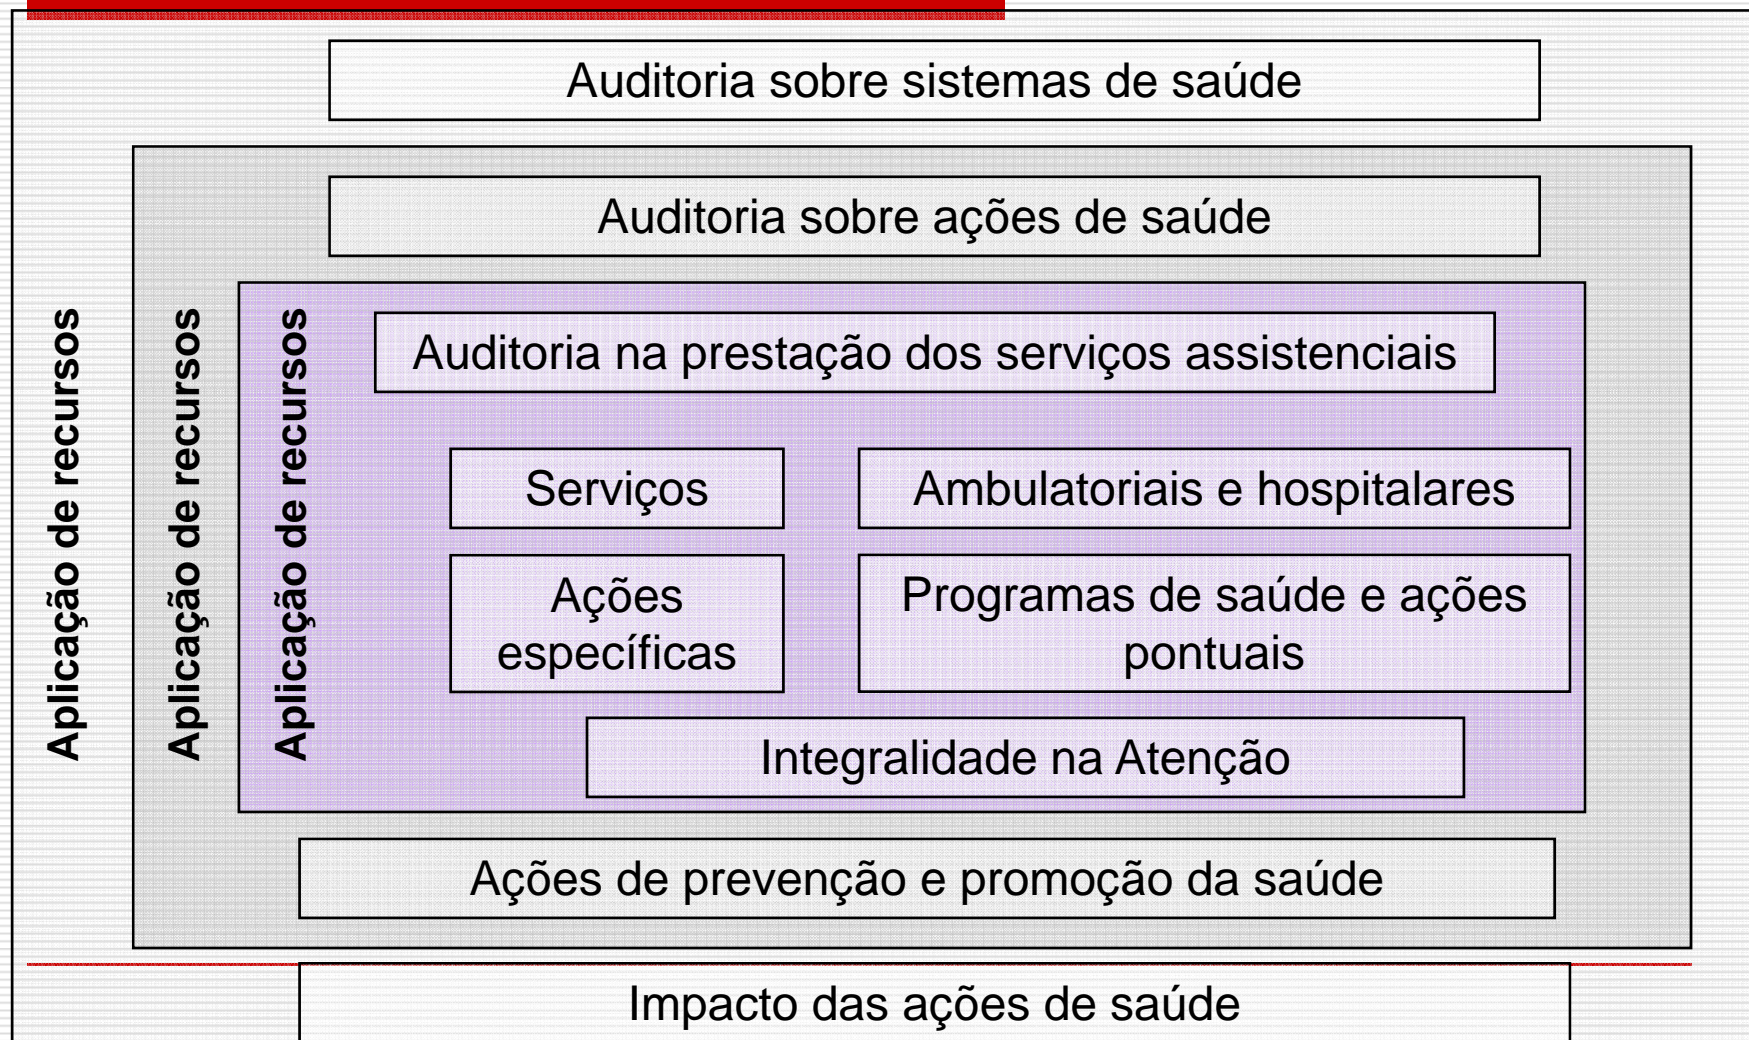 Auditoria sobre sistemas de saúde
Auditoria sobre ações de saúde
Aplicação de recursos
Aplicação de recursos
Aplicação de recursos
Auditoria na prestação dos serviços assistenciais
Serviços
Ambulatoriais e hospitalares
Ações
específicas
Programas de saúde e ações
pontuais
Integralidade na Atenção
Ações de prevenção e promoção da saúde
Impacto das ações de saúde